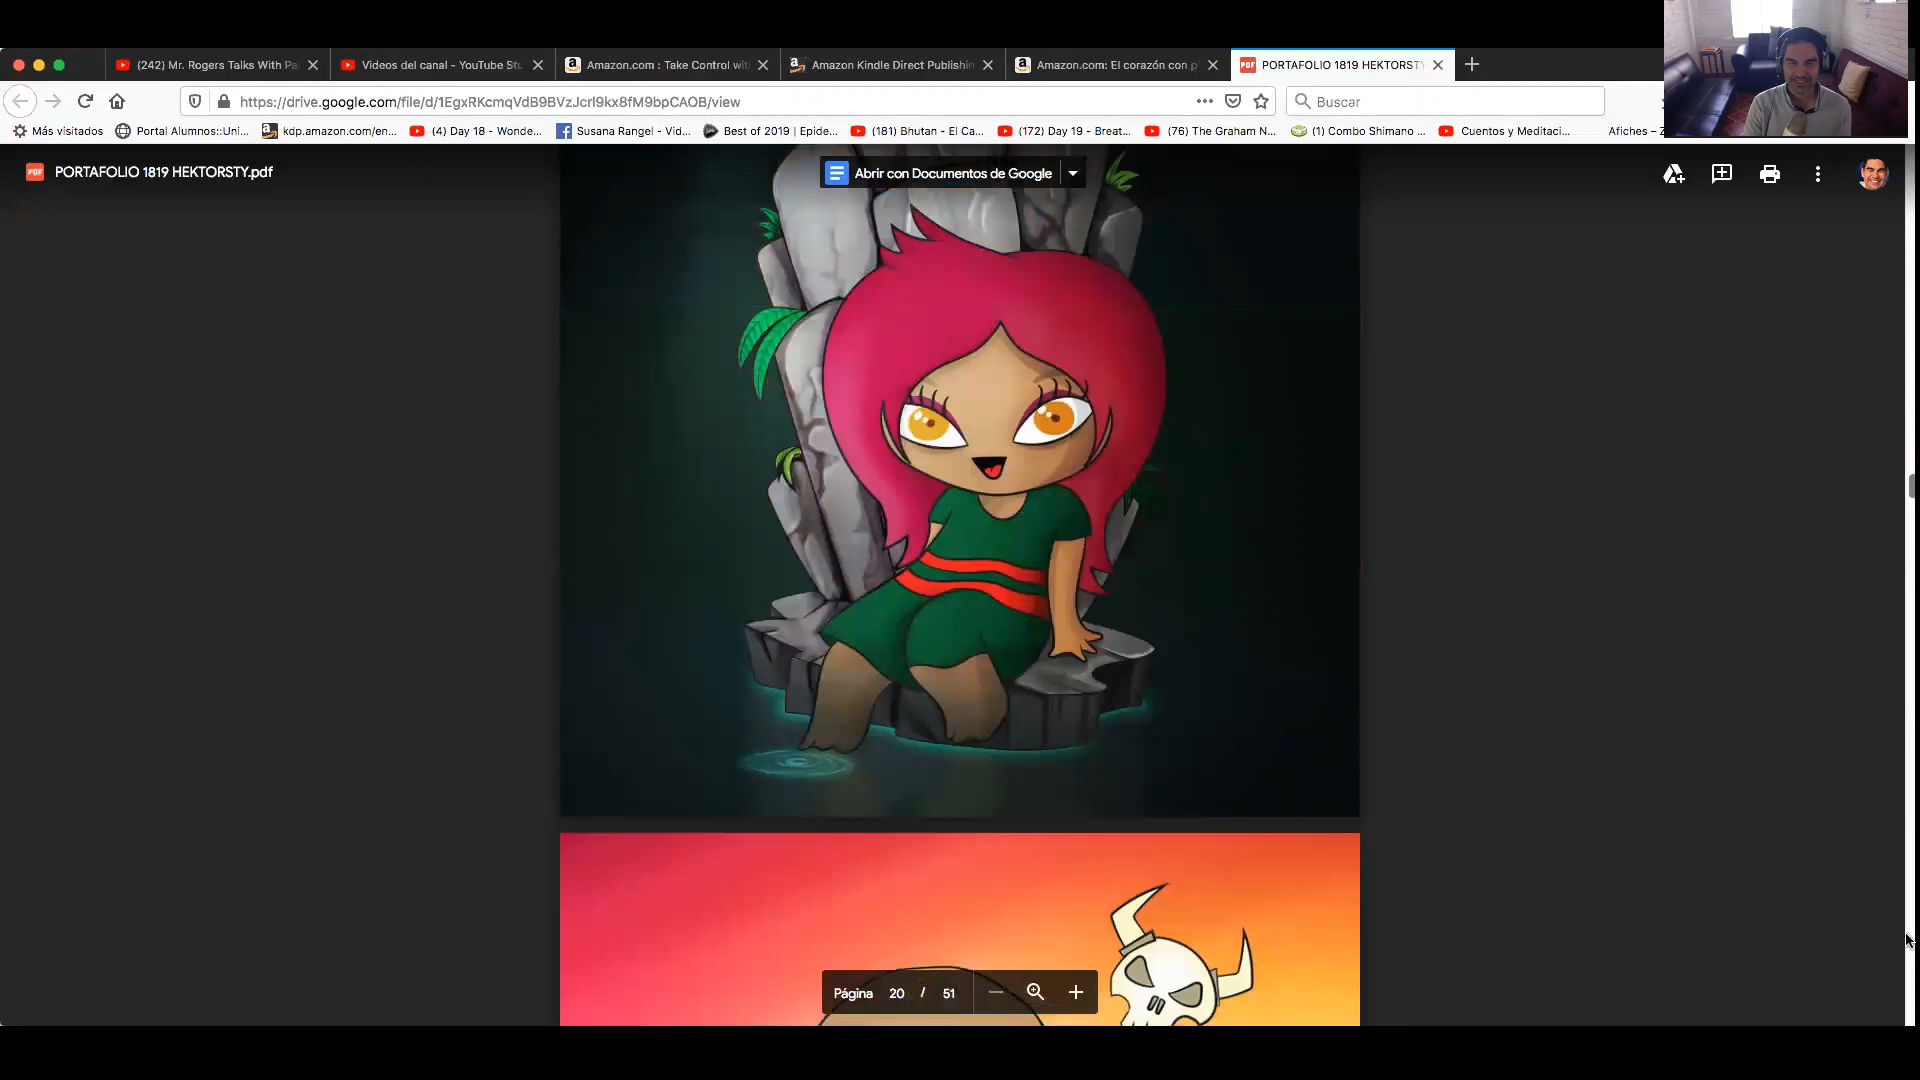 (242) Mr. Rogers Talks With Pa
Videos del canal - YouTube Stu
Amazon.com : Take Control wit
Amazon Kindle Direct Publishin
Amazon.com: El corazón con p
PORTAFOLIO 1819 HEKTORSTY
https://drive.google.com/file/d/1EgxRKcmqVdB9BVzJcrl9kx8fM9bpCAOB/view
Buscar
Más visitados
Portal Alumnos::Uni...
kdp.amazon.com/en...
(4) Day 18 - Wonde...
Susana Rangel - Vid...
Best of 2019 | Epide...
(181) Bhutan - El Ca...
(172) Day 19 - Breat...
(76) The Graham N...
(1) Combo Shimano ...
Cuentos y Meditaci...
Afiches – Z
PDF PORTAFOLIO 1819 HEKTORSTY.pdf
Abrir con Documentos de Google
Página 20 / 51